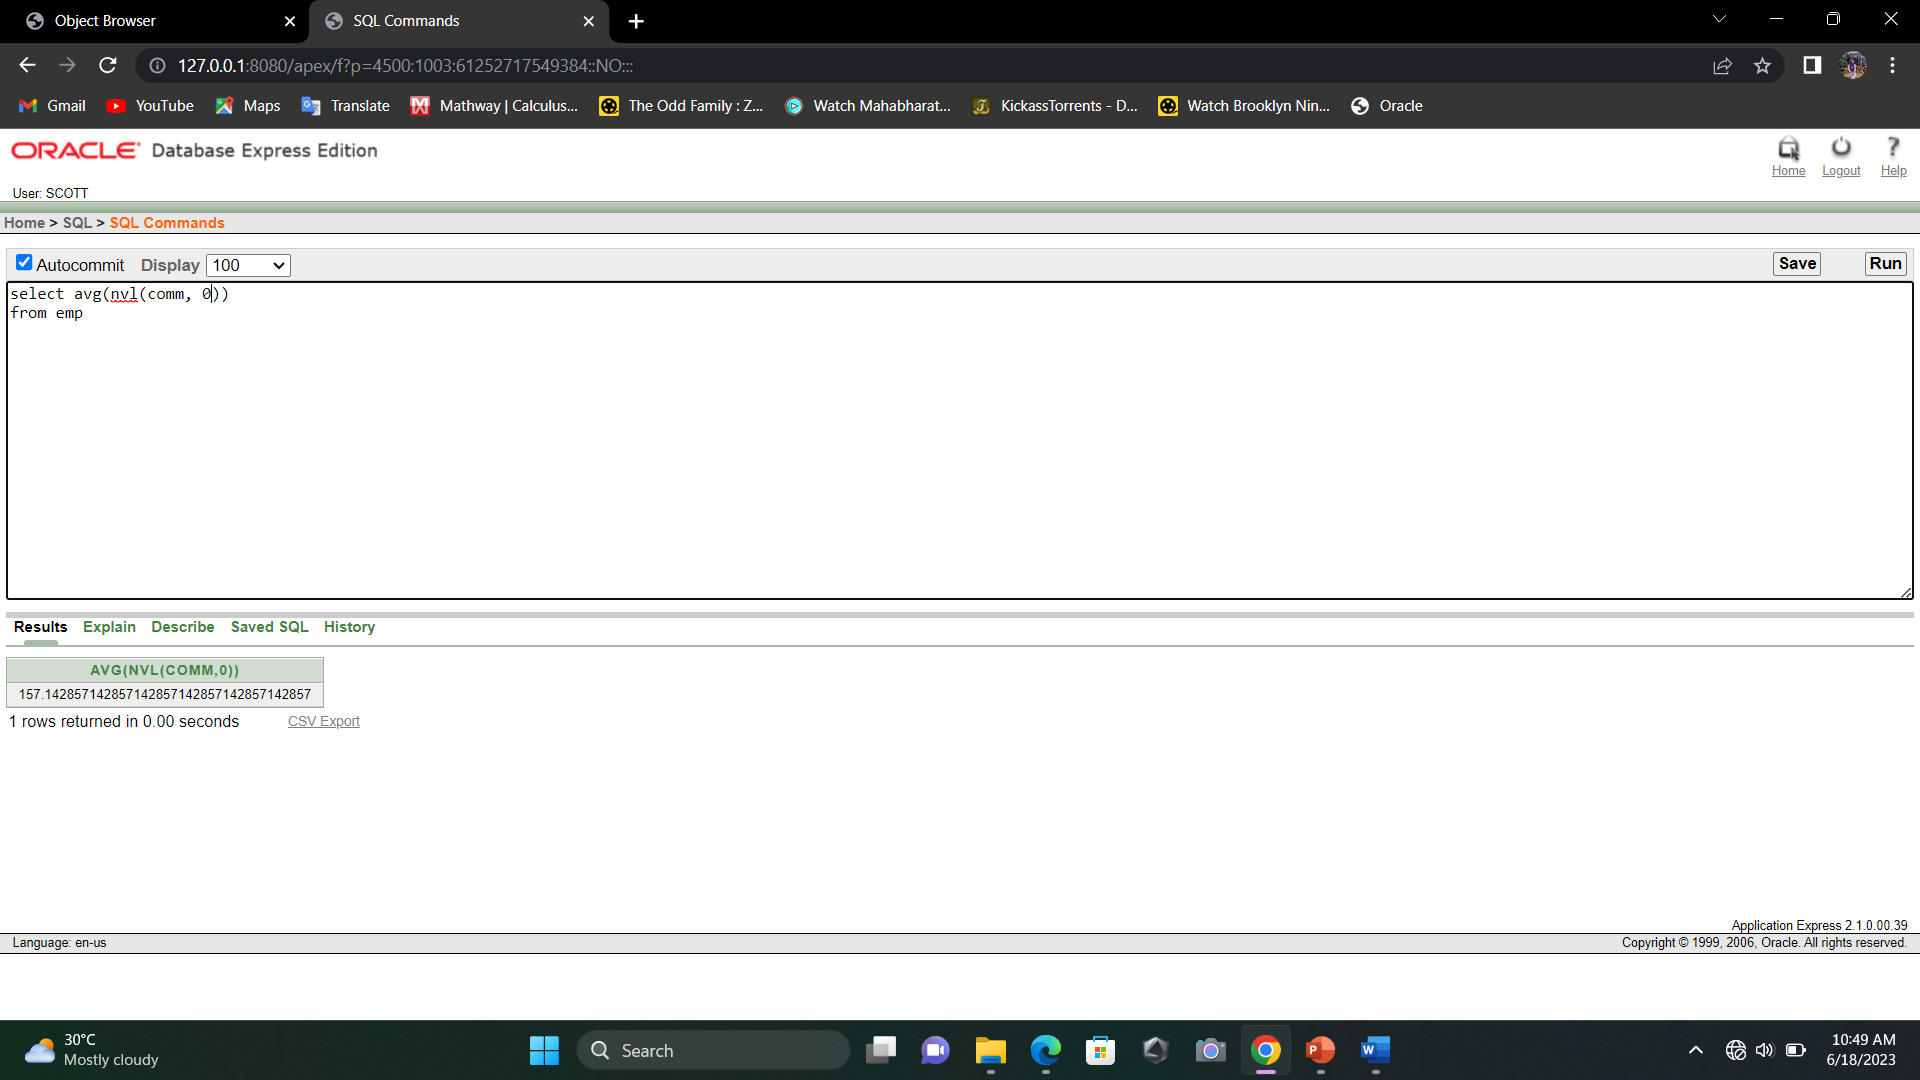 Object Browser
SQL Commands
127.0.0.1:8080/apex/f?p=4500:1003:61252717549384::NO:::
Gmail YouTube Maps Translate Mathway | Calculus... The Odd Family : Z... Watch Mahabharat... KickassTorrents - D... Watch Brooklyn Nin... Oracle
ORACLE Database Express Edition
Home Logout Help
User: SCOTT
Home > SQL > SQL Commands
Autocommit Display 100 Save Run
select avg(nvl(comm, 0))
from emp
Results Explain Describe Saved SQL History
AVG(NVL(COMM,0))
157.142857142857142857142857142857142857
1 rows returned in 0.00 seconds CSV Export
Application Express 2.1.0.00.39
Language: en-us Copyright © 1999, 2006, Oracle. All rights reserved.
30°C
Mostly cloudy
Search
10:49 AM
6/18/2023